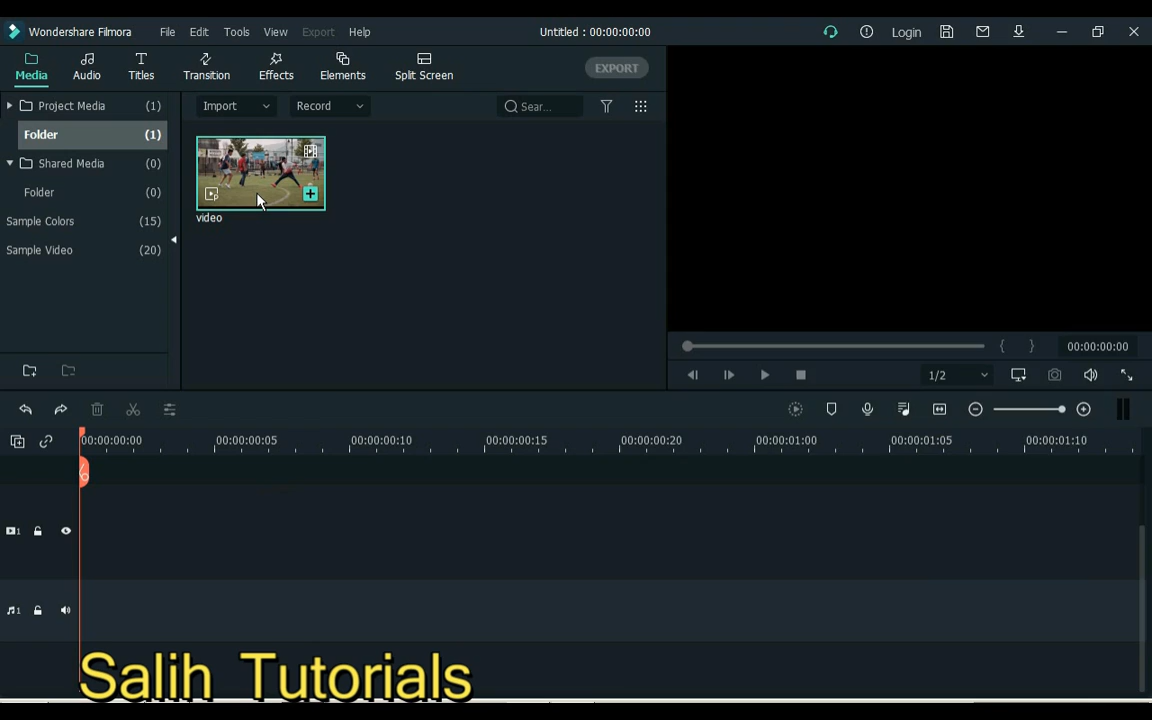 Wondershare Filmora File Edit Tools View Export Help Untitled : 00:00:00:00 Login
Media Audio Titles Transition Effects Elements Split Screen EXPORT
Project Media (1) Import Record Sear...
Folder (1)
Shared Media (0)
Folder (0)
Sample Colors (15)
Sample Video (20)
video
00:00:00:00
1/2
00:00:00:00 00:00:00:05 00:00:00:10 00:00:00:15 00:00:00:20 00:00:01:00 00:00:01:05 00:00:01:10
1
1
Salih Tutorials